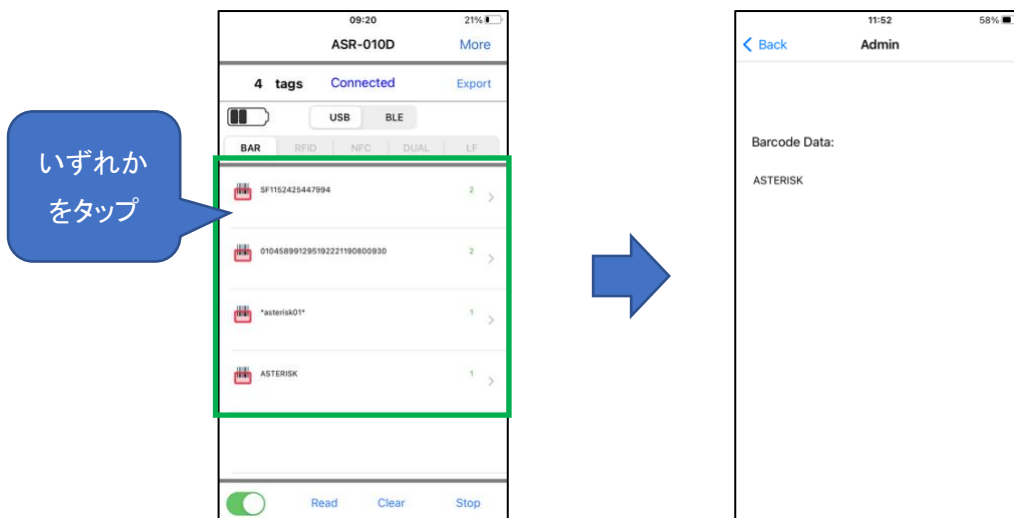 いずれか
をタップ
09:20
21%
ASR-010D
More
4 tags
Connected
Export
USB
BLE
BAR
RFID
NFC
DUAL
LF
SF1152425447994
2
01045899129519222119080​0930
2
*asterisk01*
1
ASTERISK
1
Read
Clear
Stop
11:52
58%
Back
Admin
Barcode Data:
ASTERISK